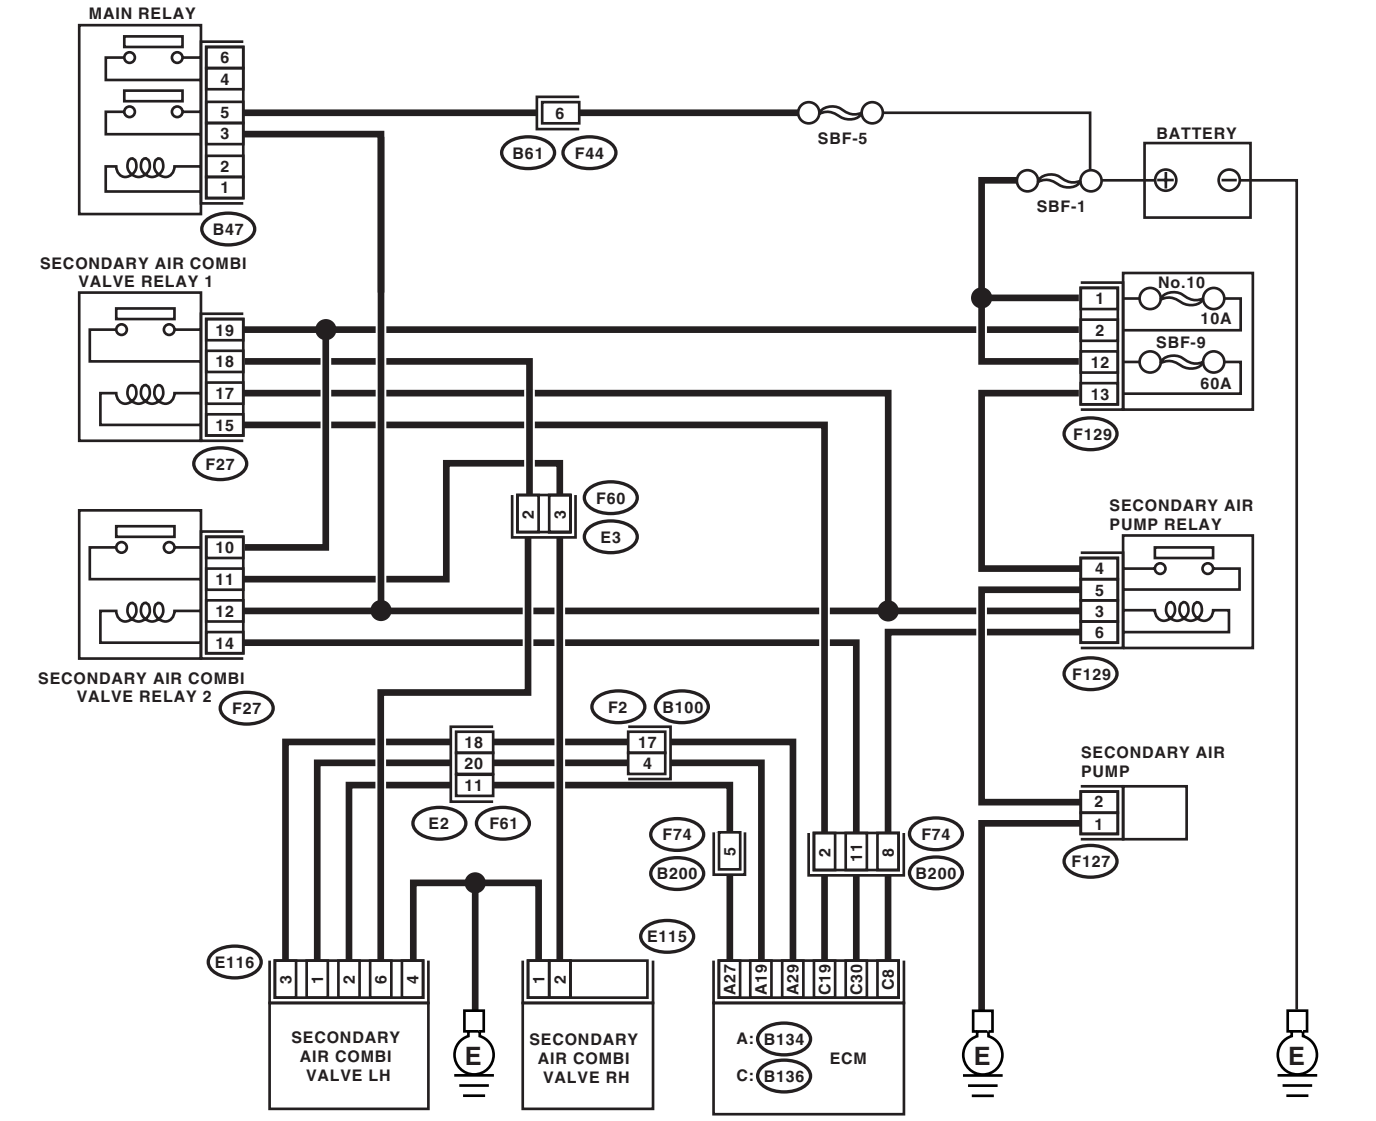 MAIN RELAY
6
4
5
3
2
1
B47
6
B61
F44
SBF-5
BATTERY
+
−
SBF-1
SECONDARY AIR COMBI
VALVE RELAY 1
19
18
17
15
F27
No.10
1
10A
2
SBF-9
12
60A
13
F129
2
3
F60
E3
10
11
12
14
SECONDARY AIR COMBI
VALVE RELAY 2
F27
SECONDARY AIR
PUMP RELAY
4
5
3
6
F129
F2
B100
18
17
20
4
11
E2
F61
SECONDARY AIR
PUMP
2
1
F127
F74
5
B200
2
11
8
F74
B200
E116
3
1
2
6
4
E115
1
2
A27
A19
A29
C19
C30
C8
SECONDARY
AIR COMBI
VALVE LH
E
SECONDARY
AIR COMBI
VALVE RH
A: B134
ECM
C: B136
E
E